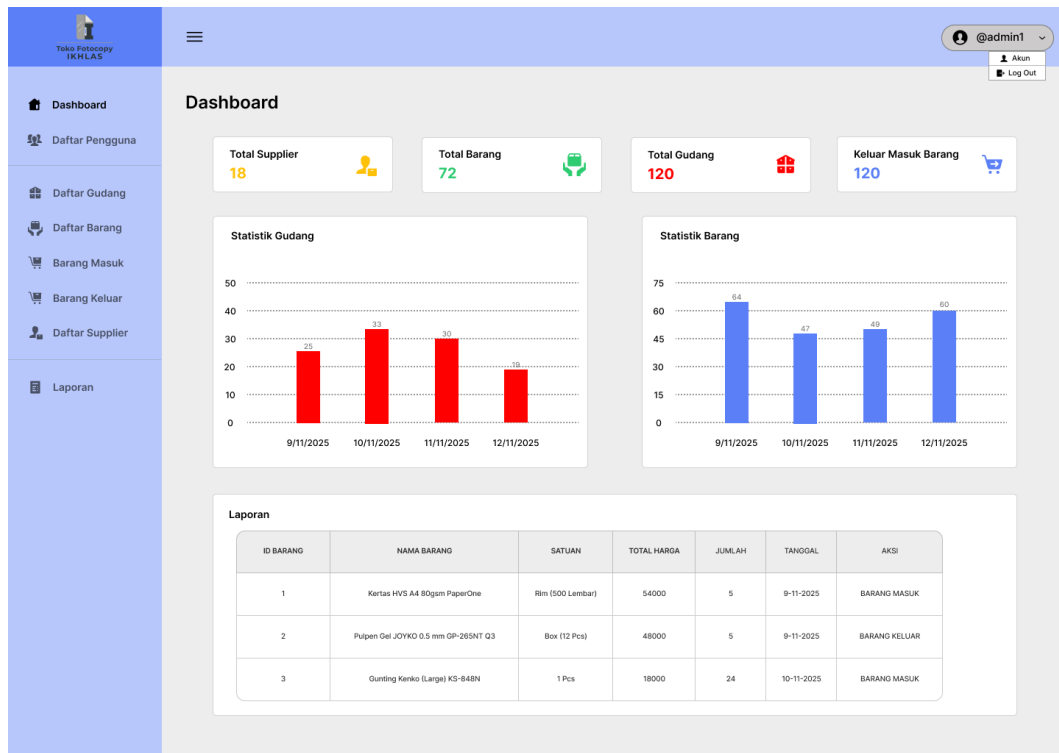 Toko Fotocopy
IKHLAS
@admin1
Akun
Log Out
Dashboard
Daftar Pengguna
Daftar Gudang
Daftar Barang
Barang Masuk
Barang Keluar
Daftar Supplier
Laporan
Dashboard
Total Supplier
18
Total Barang
72
Total Gudang
120
Keluar Masuk Barang
120
Statistik Gudang
50
40
30
20
10
0
25
33
30
19
9/11/2025 10/11/2025 11/11/2025 12/11/2025
Statistik Barang
75
60
45
30
15
0
64
47
49
60
9/11/2025 10/11/2025 11/11/2025 12/11/2025
Laporan
ID BARANG NAMA BARANG SATUAN TOTAL HARGA JUMLAH TANGGAL AKSI
1 Kertas HVS A4 80gsm PaperOne Rim (500 Lembar) 54000 5 9-11-2025 BARANG MASUK
2 Pulpen Gel JOYKO 0.5 mm GP-265NT Q3 Box (12 Pcs) 48000 5 9-11-2025 BARANG KELUAR
3 Gunting Kenko (Large) KS-848N 1 Pcs 18000 24 10-11-2025 BARANG MASUK